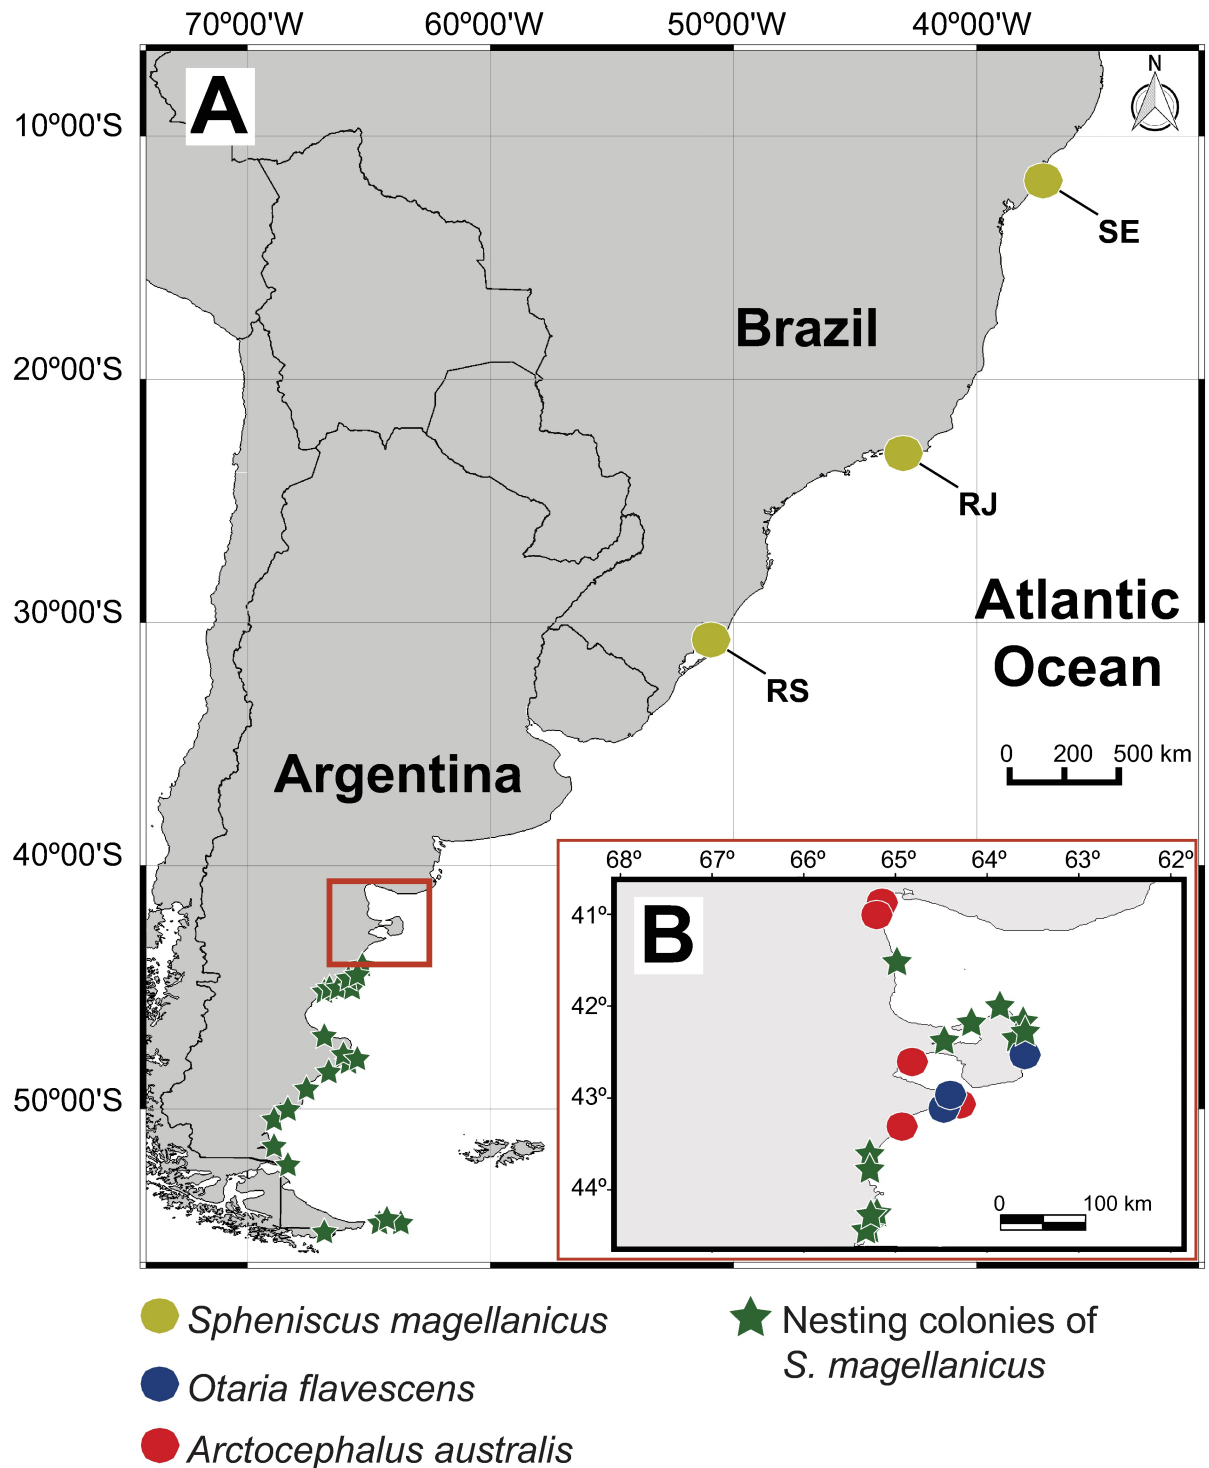 70º00'W 60º00'W 50º00'W 40º00'W
A
N
10º00'S
SE
Brazil
20º00'S
RJ
Atlantic
Ocean
30º00'S
RS
Argentina
0 200 500 km
40º00'S
68º 67º 66º 65º 64º 63º 62º
B
41º
42º
43º
44º
0 100 km
50º00'S
Spheniscus magellanicus
Otaria flavescens
Arctocephalus australis
Nesting colonies of
S. magellanicus